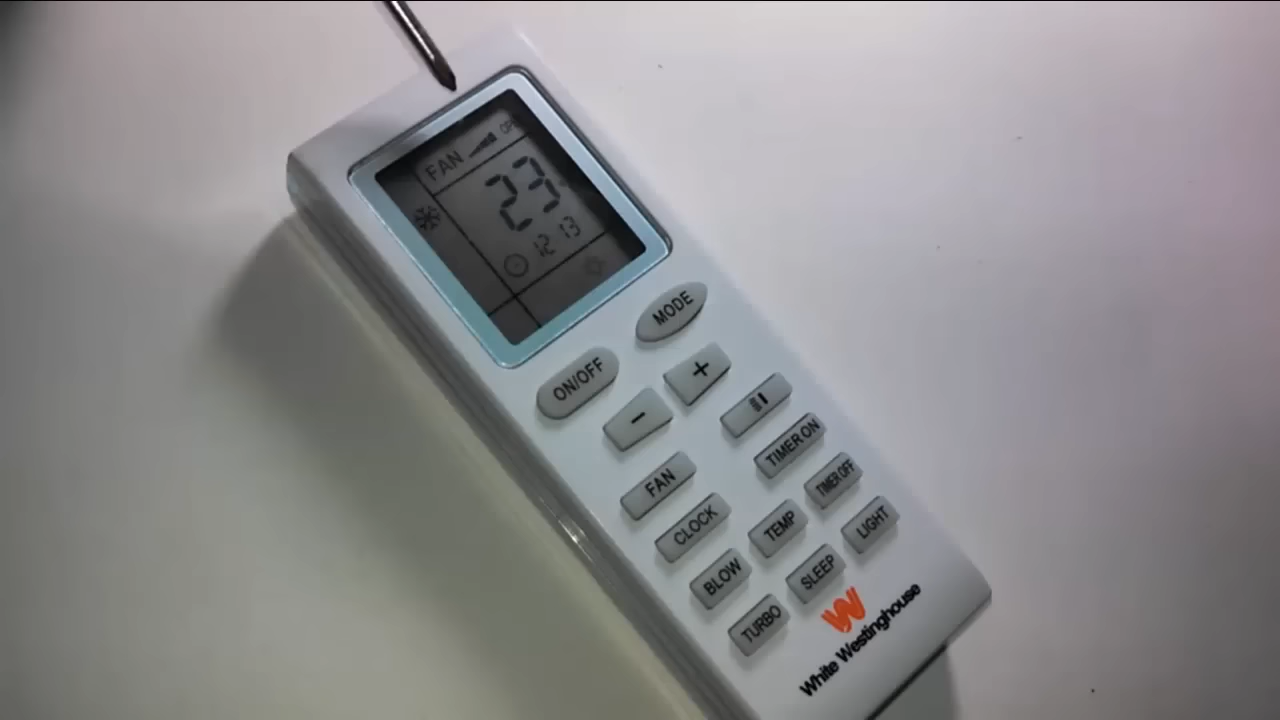 FAN
23
12 13
MODE
ON/OFF
+
-
TIMER ON
FAN
TIMER OFF
CLOCK
TEMP
LIGHT
BLOW
SLEEP
TURBO
White Westinghouse